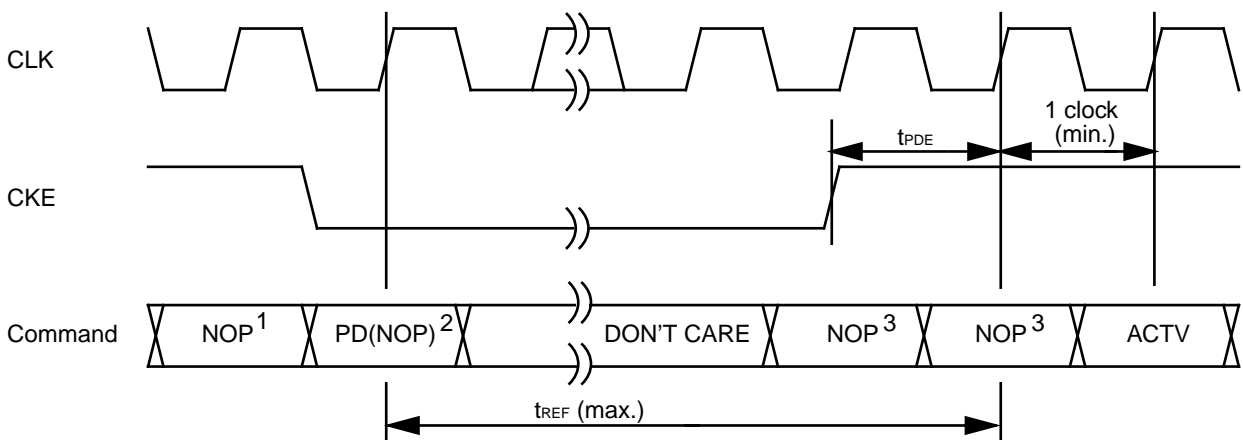 CLK
1 clock
(min.)
tPDE
CKE
Command
NOP1
PD(NOP)2
DON'T CARE
NOP3
NOP3
ACTV
tREF (max.)